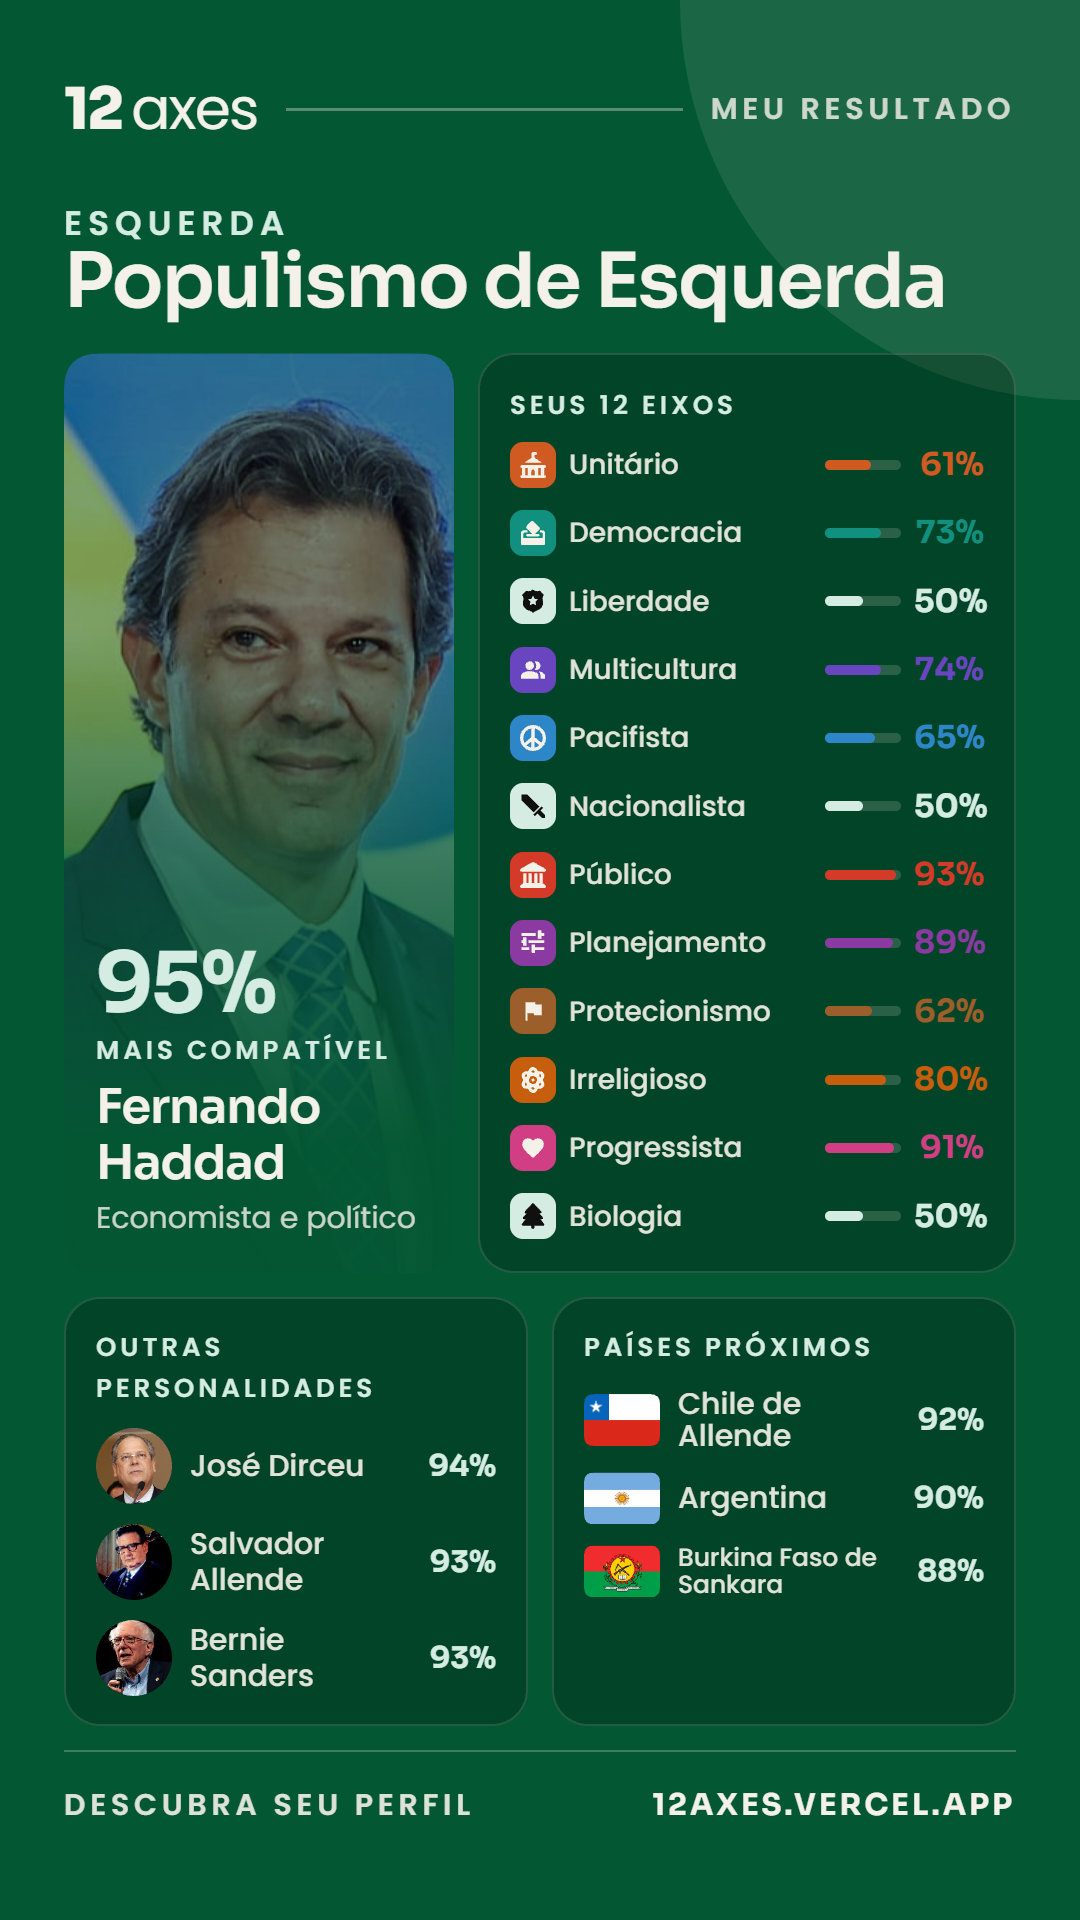 12 axes
MEU RESULTADO
ESQUERDA
Populismo de Esquerda
95%
MAIS COMPATÍVEL
Fernando
Haddad
Economista e político
SEUS 12 EIXOS
Unitário 61%
Democracia 73%
Liberdade 50%
Multicultura 74%
Pacifista 65%
Nacionalista 50%
Público 93%
Planejamento 89%
Protecionismo 62%
Irreligioso 80%
Progressista 91%
Biologia 50%
OUTRAS
PERSONALIDADES
José Dirceu 94%
Salvador
Allende 93%
Bernie
Sanders 93%
PAÍSES PRÓXIMOS
Chile de
Allende 92%
Argentina 90%
Burkina Faso de
Sankara 88%
DESCUBRA SEU PERFIL
12AXES.VERCEL.APP